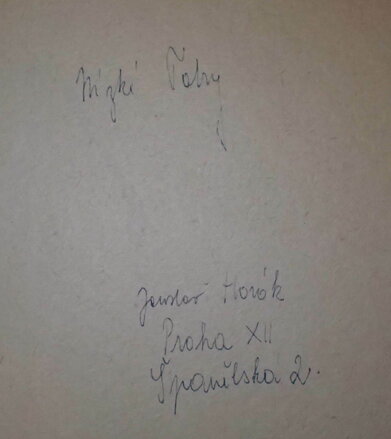 Nízké Tatry
Jaroslav Horák
Praha XII
Španělská 2.